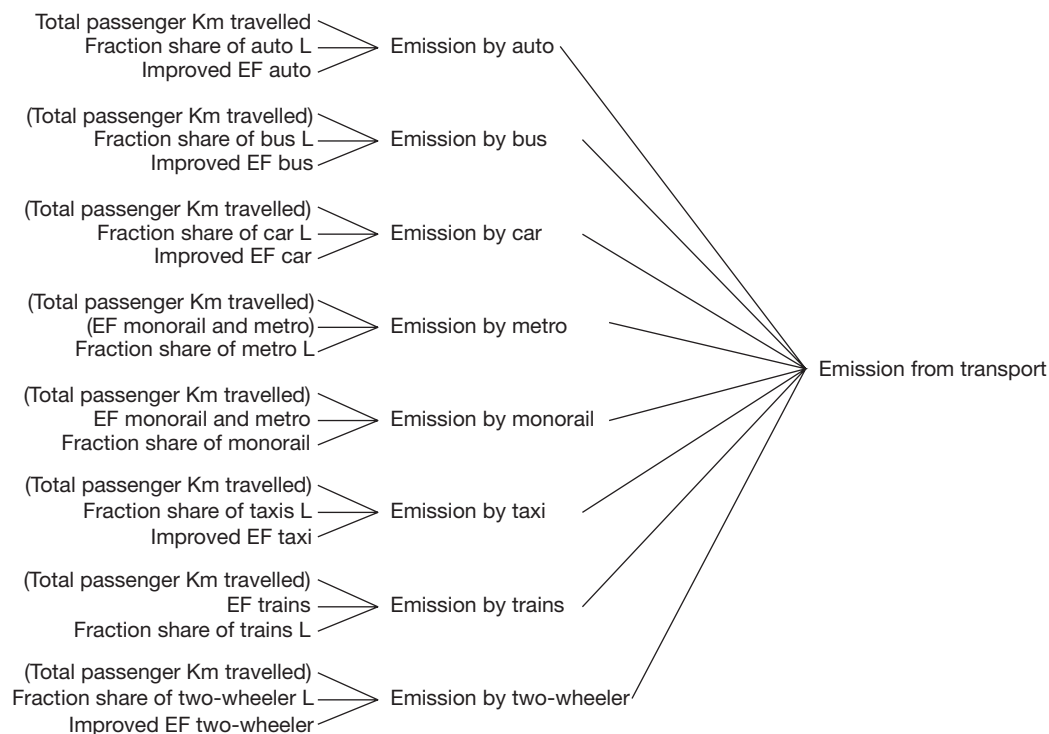 Total passenger Km travelled
Fraction share of auto L
Improved EF auto
Emission by auto
(Total passenger Km travelled)
Fraction share of bus L
Improved EF bus
Emission by bus
(Total passenger Km travelled)
Fraction share of car L
Improved EF car
Emission by car
(Total passenger Km travelled)
(EF monorail and metro)
Fraction share of metro L
Emission by metro
(Total passenger Km travelled)
EF monorail and metro
Fraction share of monorail
Emission by monorail
(Total passenger Km travelled)
Fraction share of taxis L
Improved EF taxi
Emission by taxi
(Total passenger Km travelled)
EF trains
Fraction share of trains L
Emission by trains
(Total passenger Km travelled)
Fraction share of two-wheeler L
Improved EF two-wheeler
Emission by two-wheeler
Emission from transport